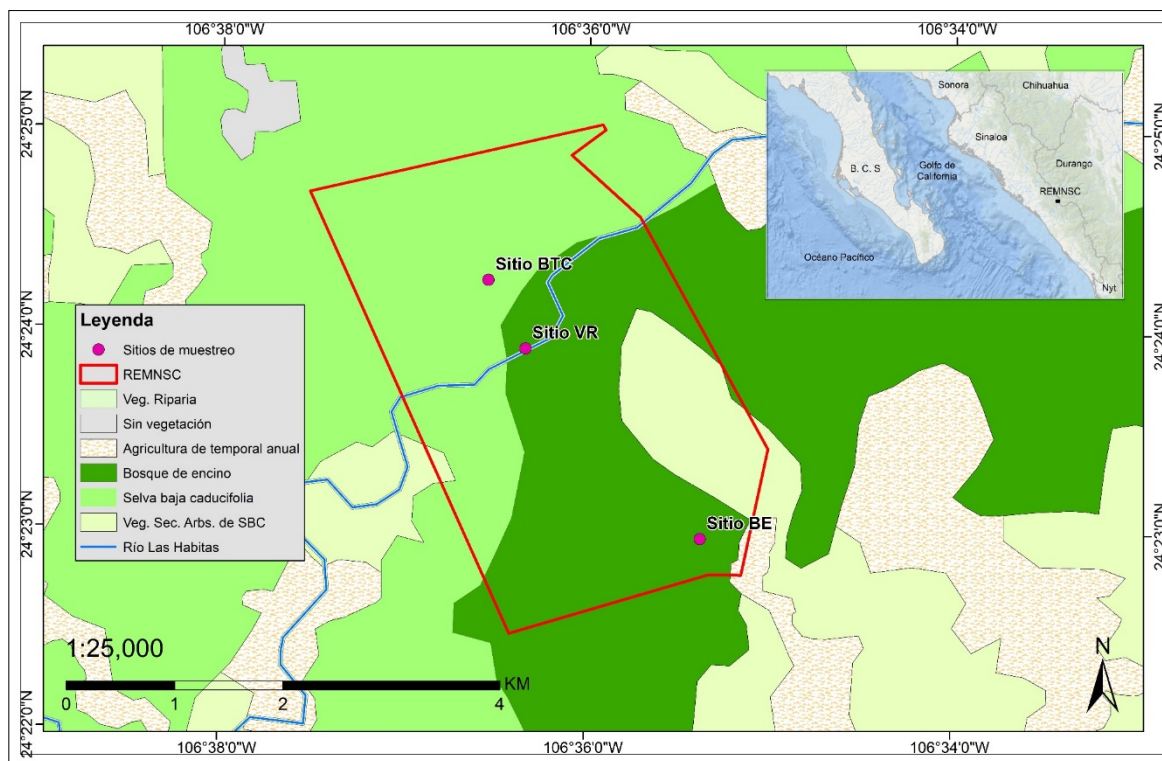 106°38'0"W
106°36'0"W
106°34'0"W
24°25'0"N
24°25'0"N
Sonora
Chihuahua
Sinaloa
B. C. S
Golfo de
California
Durango
REMNSC
Océano Pacífico
Nyt
Sitio BTC
24°24'0"N
24°24'0"N
Sitio VR
Leyenda
Sitios de muestreo
REMNSC
Veg. Riparia
Sin vegetación
Agricultura de temporal anual
Bosque de encino
Selva baja caducifolia
Veg. Sec. Arbs. de SBC
Río Las Habitas
Sitio BE
24°23'0"N
24°23'0"N
1:25,000
KM
0 1 2 4
N
24°22'0"N
106°38'0"W
106°36'0"W
106°34'0"W